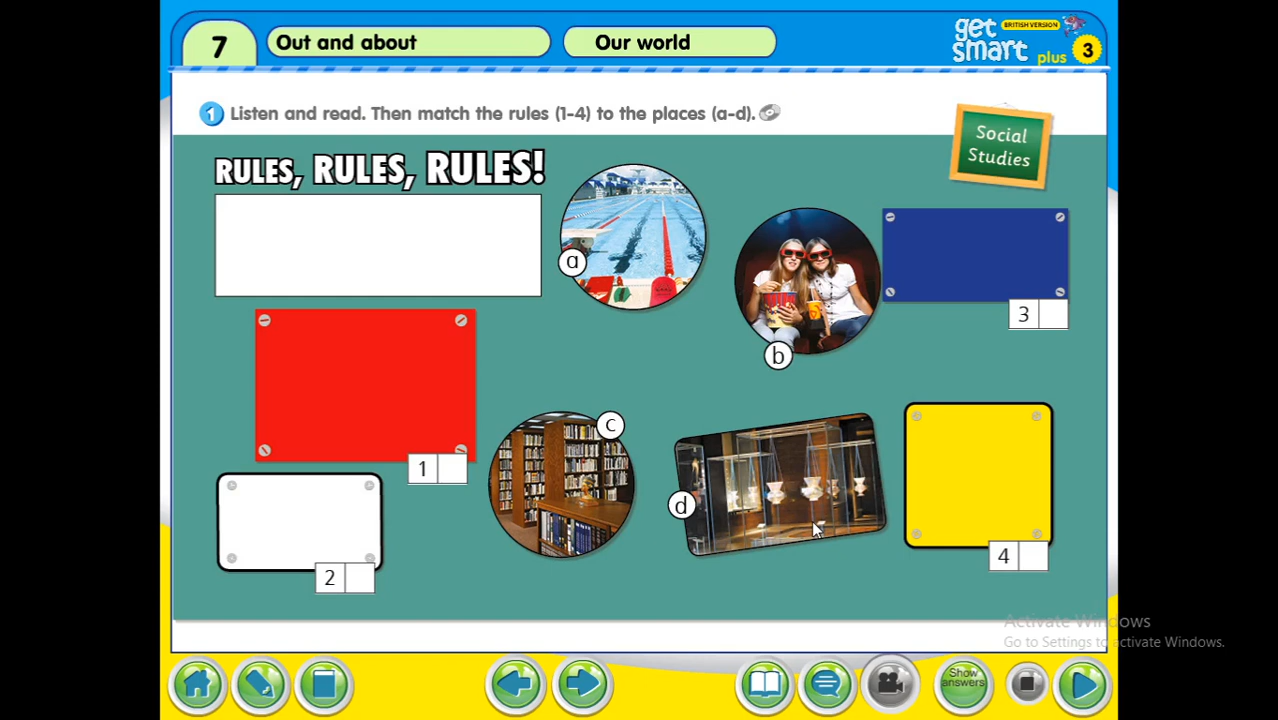 7
Out and about
Our world
get smart plus 3
BRITISH VERSION
1 Listen and read. Then match the rules (1-4) to the places (a-d).
Social
Studies
RULES, RULES, RULES!
a
b
3
c
1
d
2
4
Activate Windows
Go to Settings to activate Windows.
Show
answers